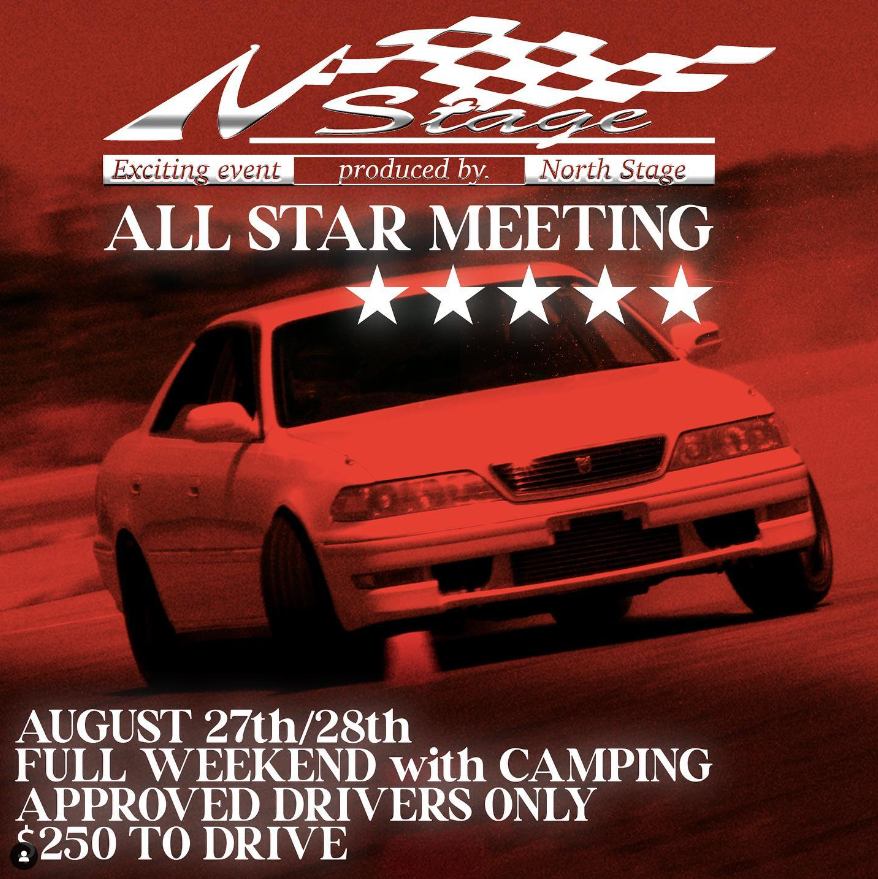 N Stage
Exciting event produced by. North Stage
ALL STAR MEETING
AUGUST 27th/28th
FULL WEEKEND with CAMPING
APPROVED DRIVERS ONLY
$250 TO DRIVE